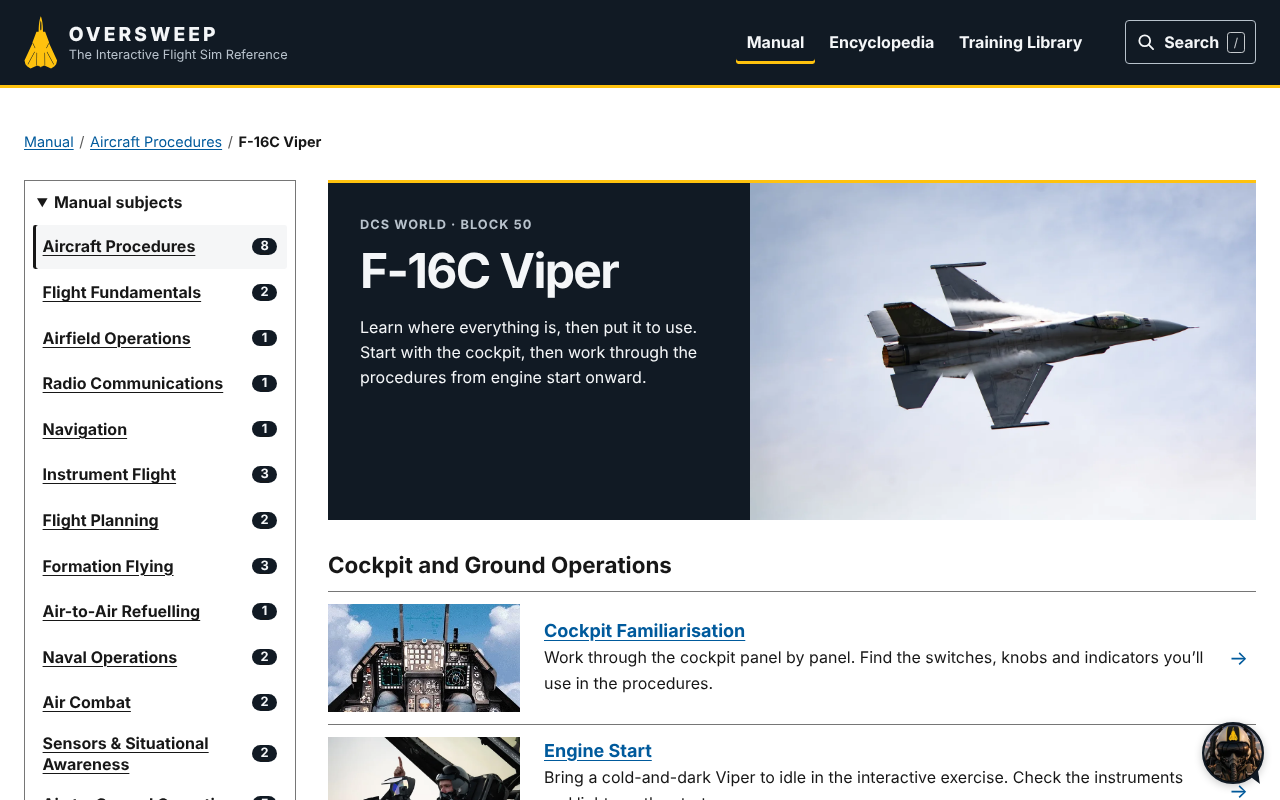 OVERSWEEP
The Interactive Flight Sim Reference
Manual
Encyclopedia
Training Library
Search /
Manual / Aircraft Procedures / F-16C Viper
▼ Manual subjects
Aircraft Procedures 8
Flight Fundamentals 2
Airfield Operations 1
Radio Communications 1
Navigation 1
Instrument Flight 3
Flight Planning 2
Formation Flying 3
Air-to-Air Refuelling 1
Naval Operations 2
Air Combat 2
Sensors & Situational
Awareness 2
DCS WORLD · BLOCK 50
F-16C Viper
Learn where everything is, then put it to use.
Start with the cockpit, then work through the
procedures from engine start onward.
Cockpit and Ground Operations
Cockpit Familiarisation
Work through the cockpit panel by panel. Find the switches, knobs and indicators you’ll
use in the procedures.
Engine Start
Bring a cold-and-dark Viper to idle in the interactive exercise. Check the instruments